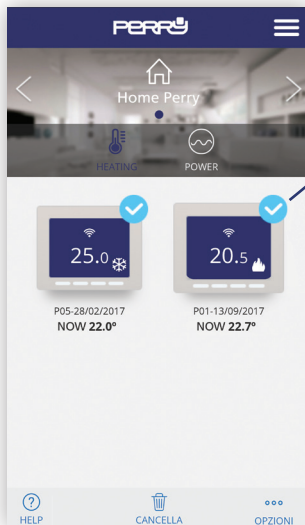 PERRY
Home Perry
HEATING
POWER
25.0
20.5
P05-28/02/2017
P01-13/09/2017
NOW 22.0°
NOW 22.7°
HELP
CANCELLA
OPZIONI